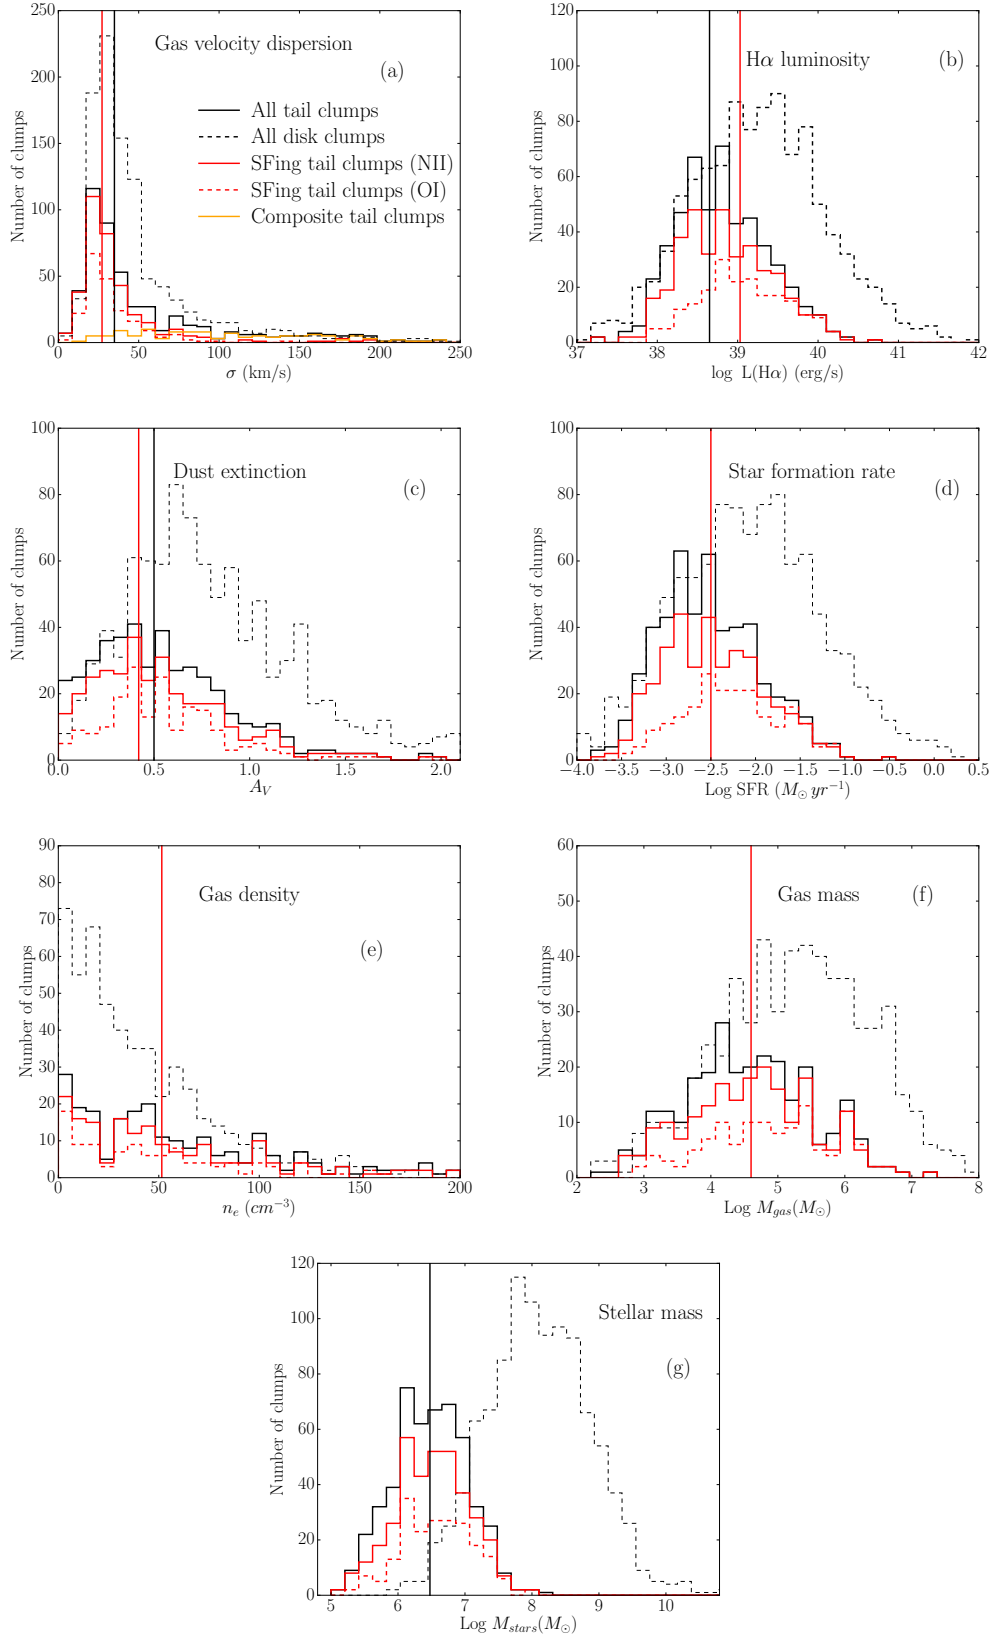 Gas velocity dispersion
(a)
All tail clumps
All disk clumps
SFing tail clumps (NII)
SFing tail clumps (OI)
Composite tail clumps
Number of clumps
0 50 100 150 200 250
0 50 100 150 200 250
σ (km/s)
Hα luminosity
(b)
Number of clumps
0 20 40 60 80 100 120
37 38 39 40 41 42
log L(Hα) (erg/s)
Dust extinction
(c)
Number of clumps
0 20 40 60 80 100
0.0 0.5 1.0 1.5 2.0
A_V
Star formation rate
(d)
Number of clumps
0 20 40 60 80 100
−4.0 −3.5 −3.0 −2.5 −2.0 −1.5 −1.0 −0.5 0.0 0.5
Log SFR (M⊙ yr⁻¹)
Gas density
(e)
Number of clumps
0 10 20 30 40 50 60 70 80 90
0 50 100 150 200
n_e (cm⁻³)
Gas mass
(f)
Number of clumps
0 10 20 30 40 50 60
2 3 4 5 6 7 8
Log M_gas(M⊙)
Stellar mass
(g)
Number of clumps
0 20 40 60 80 100 120
5 6 7 8 9 10
Log M_stars(M⊙)